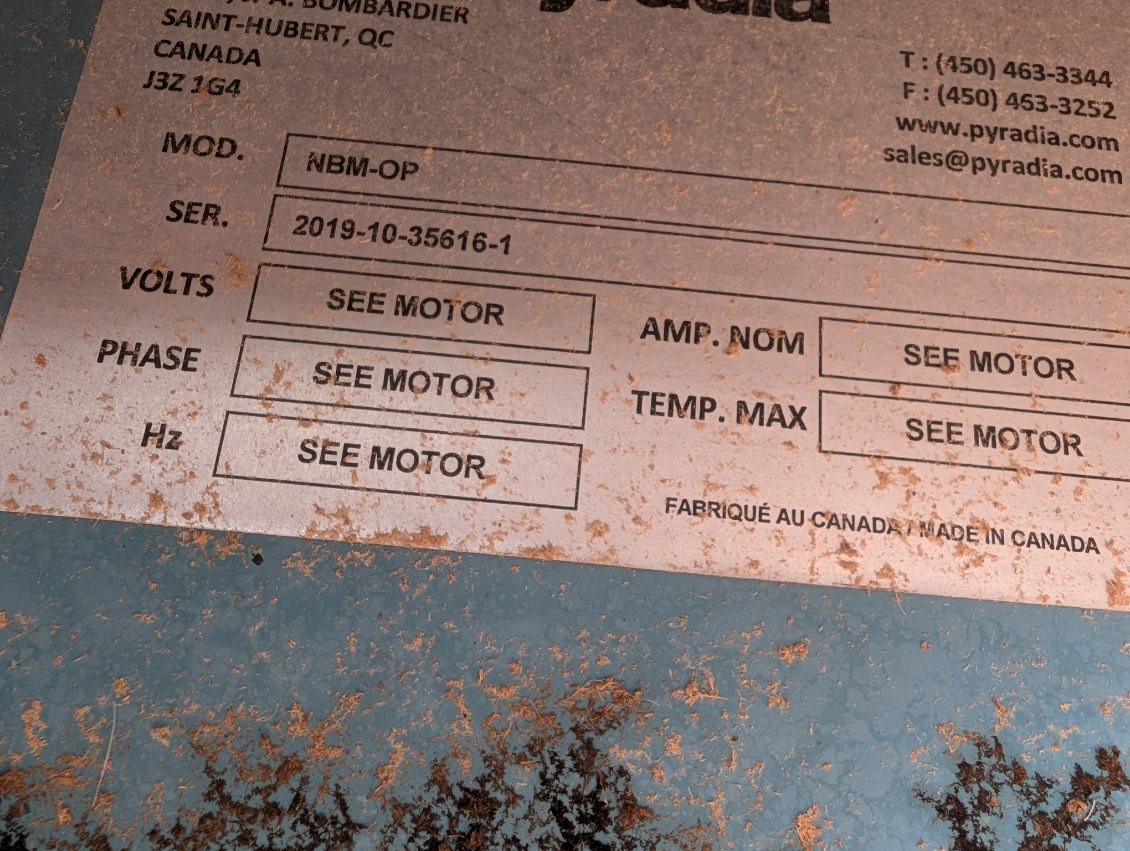 A. BOMBARDIER
SAINT-HUBERT, QC
CANADA
J3Z 1G4
T : (450) 463-3344
F : (450) 463-3252
www.pyradia.com
sales@pyradia.com
MOD. NBM-OP
SER. 2019-10-35616-1
VOLTS SEE MOTOR
AMP. NOM SEE MOTOR
PHASE SEE MOTOR
TEMP. MAX SEE MOTOR
Hz SEE MOTOR
FABRIQUÉ AU CANADA / MADE IN CANADA